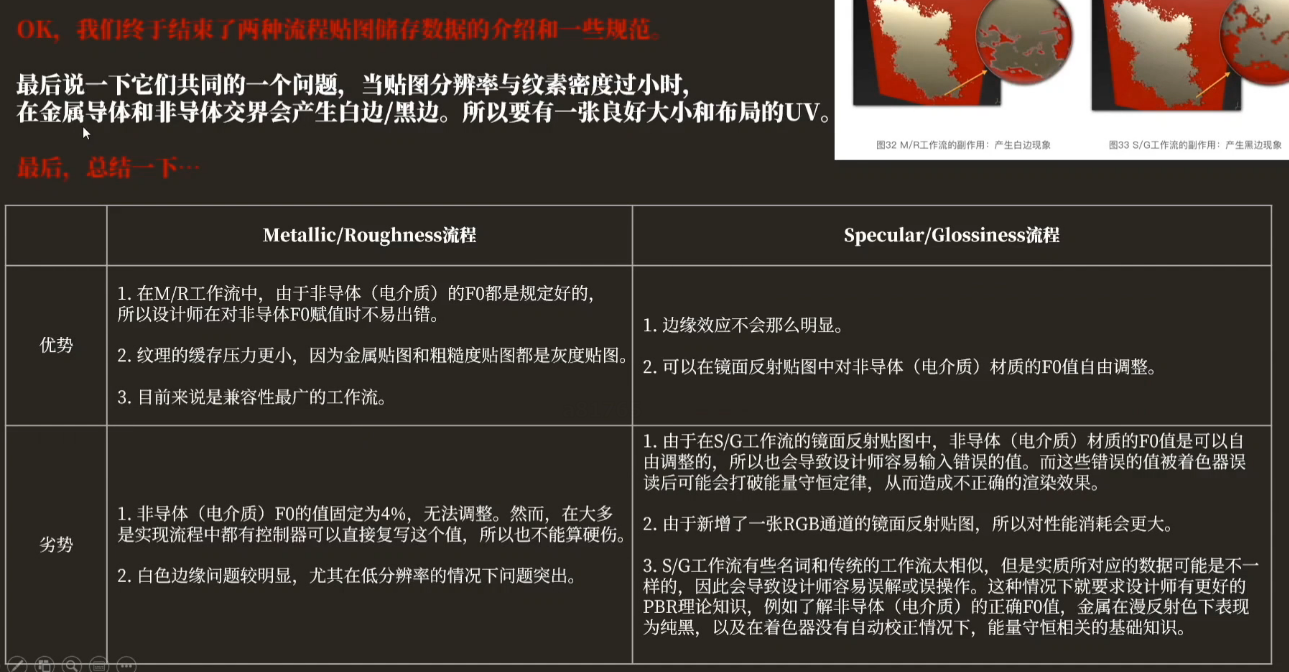 OK，我们终于结束了两种流程贴图储存数据的介绍和一些规范。
最后说一下它们共同的一个问题，当贴图分辨率与纹素密度过小时，
在金属导体和非导体交界会产生白边/黑边。所以要有一张良好大小和布局的UV。
图32 M/R工作流的副作用：产生白边现象
图33 S/G工作流的副作用：产生黑边现象
最后，总结一下…
Metallic/Roughness流程
Specular/Glossiness流程
优势
1. 在M/R工作流中，由于非导体（电介质）的F0都是规定好的，
所以设计师在对非导体F0赋值时不易出错。
2. 纹理的缓存压力更小，因为金属贴图和粗糙度贴图都是灰度贴图。
3. 目前来说是兼容性最广的工作流。
1. 边缘效应不会那么明显。
2. 可以在镜面反射贴图中对非导体（电介质）材质的F0值自由调整。
劣势
1. 非导体（电介质）F0的值固定为4%，无法调整。然而，在大多
是实现流程中都有控制器可以直接复写这个值，所以也不能算硬伤。
2. 白色边缘问题较明显，尤其在低分辨率的情况下问题突出。
1. 由于在S/G工作流的镜面反射贴图中，非导体（电介质）材质的F0值是可以自
由调整的，所以也会导致设计师容易输入错误的值。而这些错误的值被着色器误
读后可能会打破能量守恒定律，从而造成不正确的渲染效果。
2. 由于新增了一张RGB通道的镜面反射贴图，所以对性能消耗会更大。
3. S/G工作流有些名词和传统的工作流太相似，但是实质所对应的数据可能是不一
样的，因此会导致设计师容易误解或误操作。这种情况下就要求设计师有更好的
PBR理论知识，例如了解非导体（电介质）的正确F0值，金属在漫反射色下表现
为纯黑，以及在着色器没有自动校正情况下，能量守恒相关的基础知识。